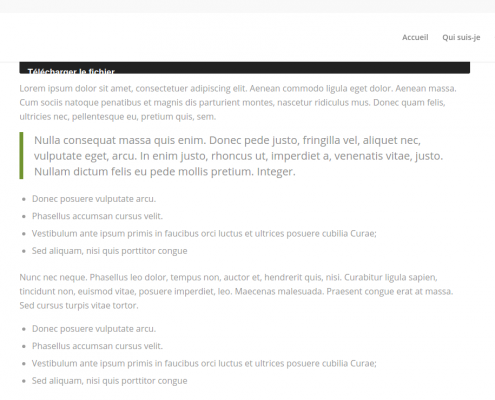 Accueil Qui suis-je
Télécharger le fichier
Lorem ipsum dolor sit amet, consectetuer adipiscing elit. Aenean commodo ligula eget dolor. Aenean massa.
Cum sociis natoque penatibus et magnis dis parturient montes, nascetur ridiculus mus. Donec quam felis,
ultricies nec, pellentesque eu, pretium quis, sem.
Nulla consequat massa quis enim. Donec pede justo, fringilla vel, aliquet nec,
vulputate eget, arcu. In enim justo, rhoncus ut, imperdiet a, venenatis vitae, justo.
Nullam dictum felis eu pede mollis pretium. Integer.
• Donec posuere vulputate arcu.
• Phasellus accumsan cursus velit.
• Vestibulum ante ipsum primis in faucibus orci luctus et ultrices posuere cubilia Curae;
• Sed aliquam, nisi quis porttitor congue
Nunc nec neque. Phasellus leo dolor, tempus non, auctor et, hendrerit quis, nisi. Curabitur ligula sapien,
tincidunt non, euismod vitae, posuere imperdiet, leo. Maecenas malesuada. Praesent congue erat at massa.
Sed cursus turpis vitae tortor.
• Donec posuere vulputate arcu.
• Phasellus accumsan cursus velit.
• Vestibulum ante ipsum primis in faucibus orci luctus et ultrices posuere cubilia Curae;
• Sed aliquam, nisi quis porttitor congue